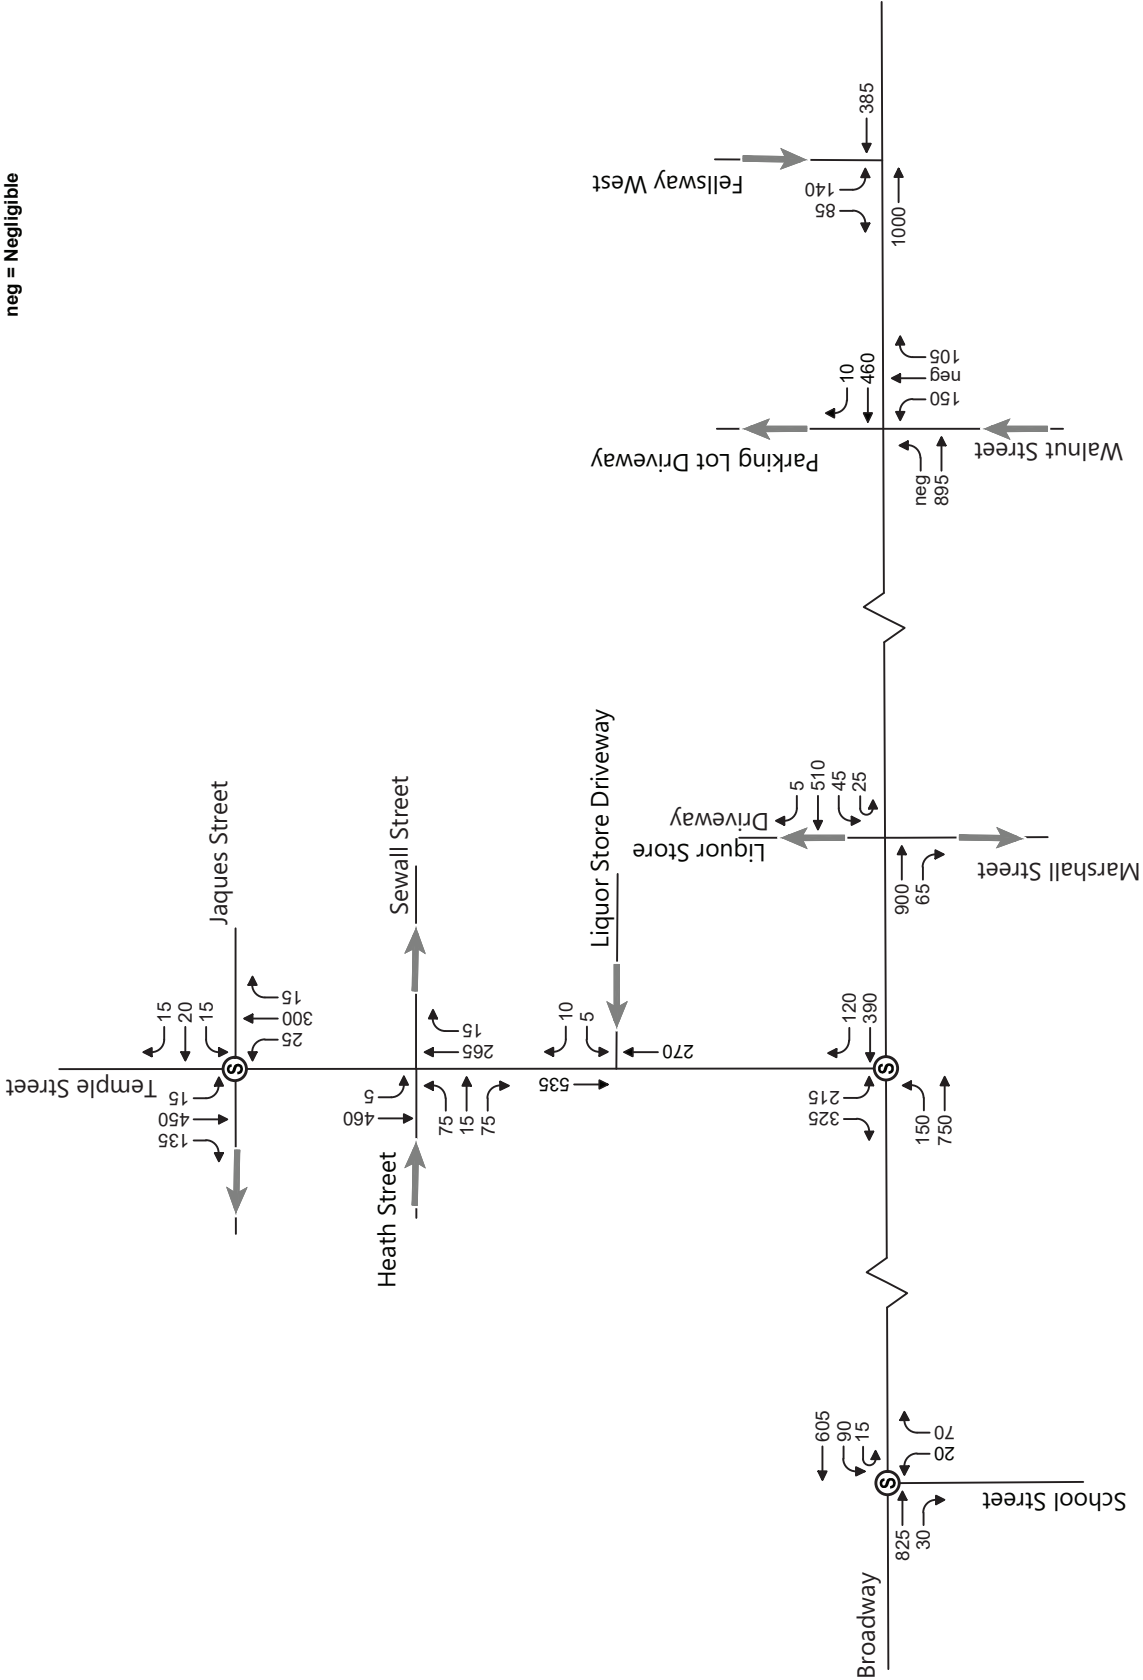 neg = Negligible
385
Fellsway West
140
85
1000
10
460
105
neg
150
Parking Lot Driveway
Walnut Street
neg
895
Jaques Street
Sewall Street
Liquor Store Driveway
5
510
45
25
Liquor Store
Driveway
900
65
Marshall Street
15
20
15
15
300
25
Temple Street
15
450
135
S
15
265
5
460
75
15
75
Heath Street
10
5
270
535
120
390
215
325
S
150
750
605
90
15
70
20
S
825
30
School Street
Broadway